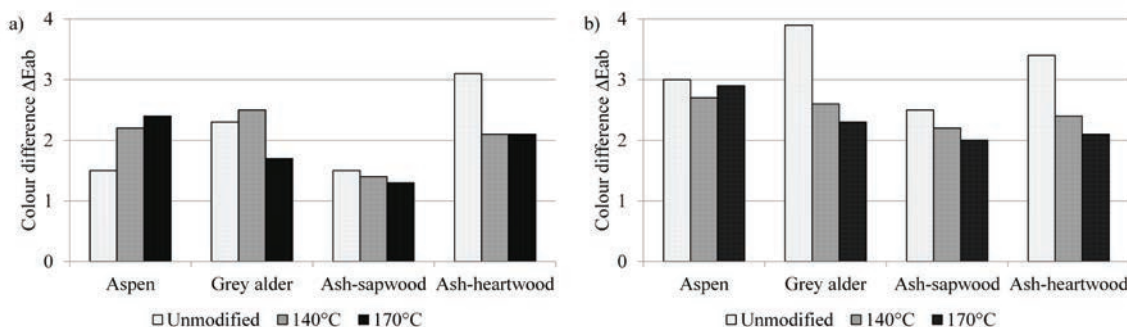 a)
Colour difference ΔEab
4
3
2
1
0
Aspen Grey alder Ash-sapwood Ash-heartwood
Unmodified 140°C 170°C
b)
Colour difference ΔEab
4
3
2
1
0
Aspen Grey alder Ash-sapwood Ash-heartwood
Unmodified 140°C 170°C